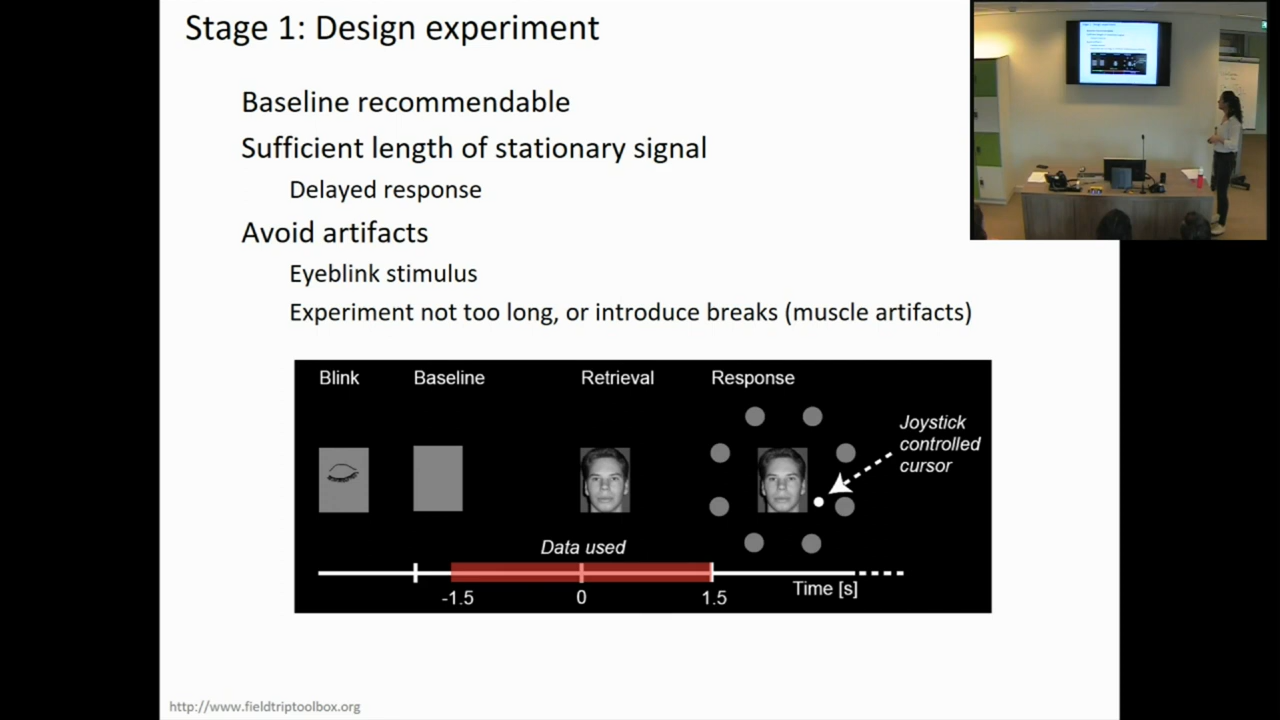 Stage 1: Design experiment
Baseline recommendable
Sufficient length of stationary signal
Delayed response
Avoid artifacts
Eyeblink stimulus
Experiment not too long, or introduce breaks (muscle artifacts)
Blink Baseline Retrieval Response
Joystick
controlled
cursor
Data used
Time [s]
-1.5 0 1.5
http://www.fieldtriptoolbox.org